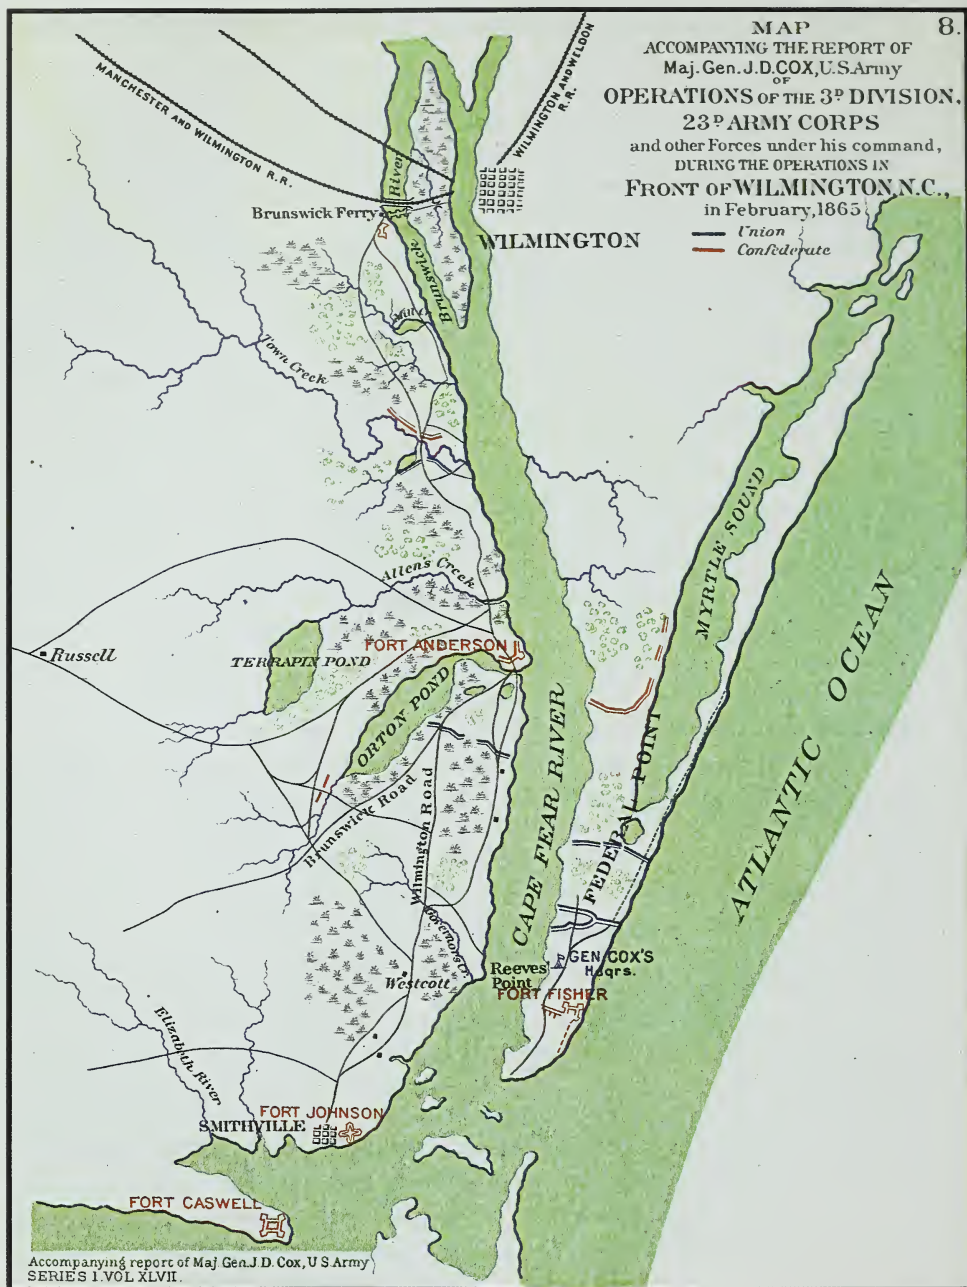 8.
MAP
ACCOMPANYING THE REPORT OF
Maj. Gen. J. D. COX, U.S. Army
OF
OPERATIONS OF THE 3D DIVISION,
23D ARMY CORPS
and other Forces under his command,
DURING THE OPERATIONS IN
FRONT OF WILMINGTON, N.C.,
in February, 1865
Union
Confederate
MANCHESTER AND WILMINGTON R.R.
WILMINGTON AND WELDON
R.R.
River
Brunswick Ferry
WILMINGTON
Brunswick
Mill C.
Town Creek
MYRTLE SOUND
Allen's Creek
Russell
TERRAPIN POND
FORT ANDERSON
ORTON POND
CAPE FEAR RIVER
FEDERAL POINT
ATLANTIC OCEAN
Brunswick Road
Wilmington Road
Governors Cr.
Westcott
Reeves'
Point
GEN. COX'S
Hdqrs.
FORT FISHER
Elizabeth River
FORT JOHNSON
SMITHVILLE
FORT CASWELL
Accompanying report of Maj. Gen. J. D. Cox, U S Army
SERIES 1. VOL XLVII.